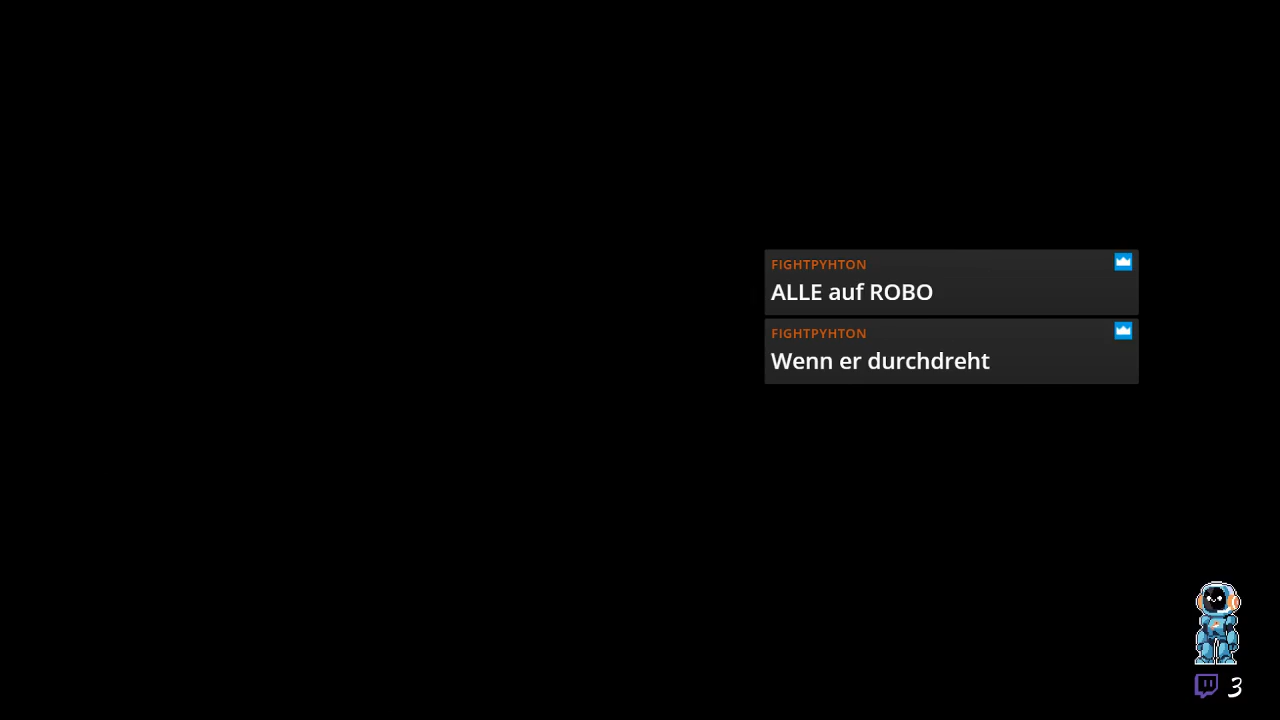 FIGHTPYHTON
ALLE auf ROBO
FIGHTPYHTON
Wenn er durchdreht
3